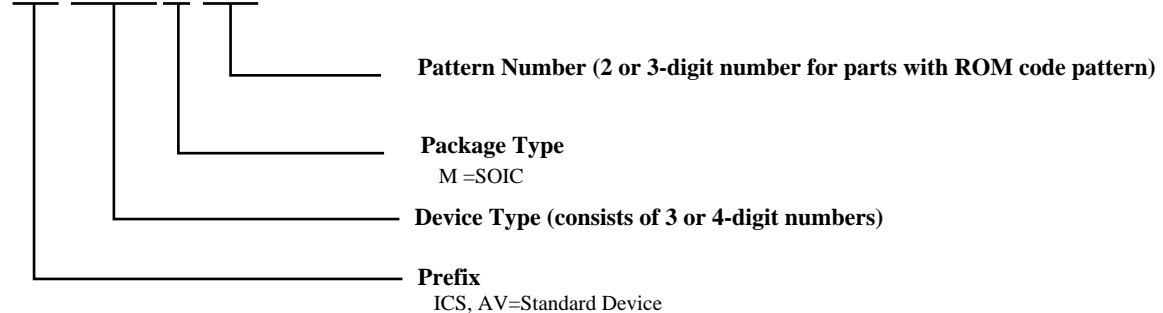 Pattern Number (2 or 3-digit number for parts with ROM code pattern)
Package Type
M =SOIC
Device Type (consists of 3 or 4-digit numbers)
Prefix
ICS, AV=Standard Device